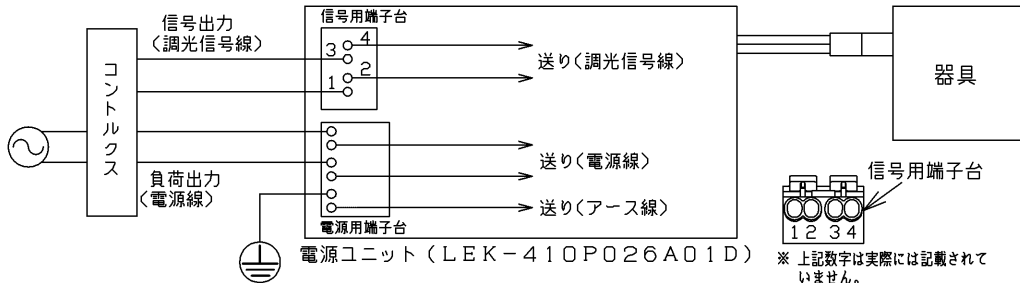 信号出力
(調光信号線)
コントルクス
負荷出力
(電源線)
信号用端子台
4
3
2
1
送り(調光信号線)
送り(電源線)
送り(アース線)
電源用端子台
電源ユニット(LEK-410P026A01D)
器具
信号用端子台
12 34
※ 上記数字は実際には記載されて
いません。